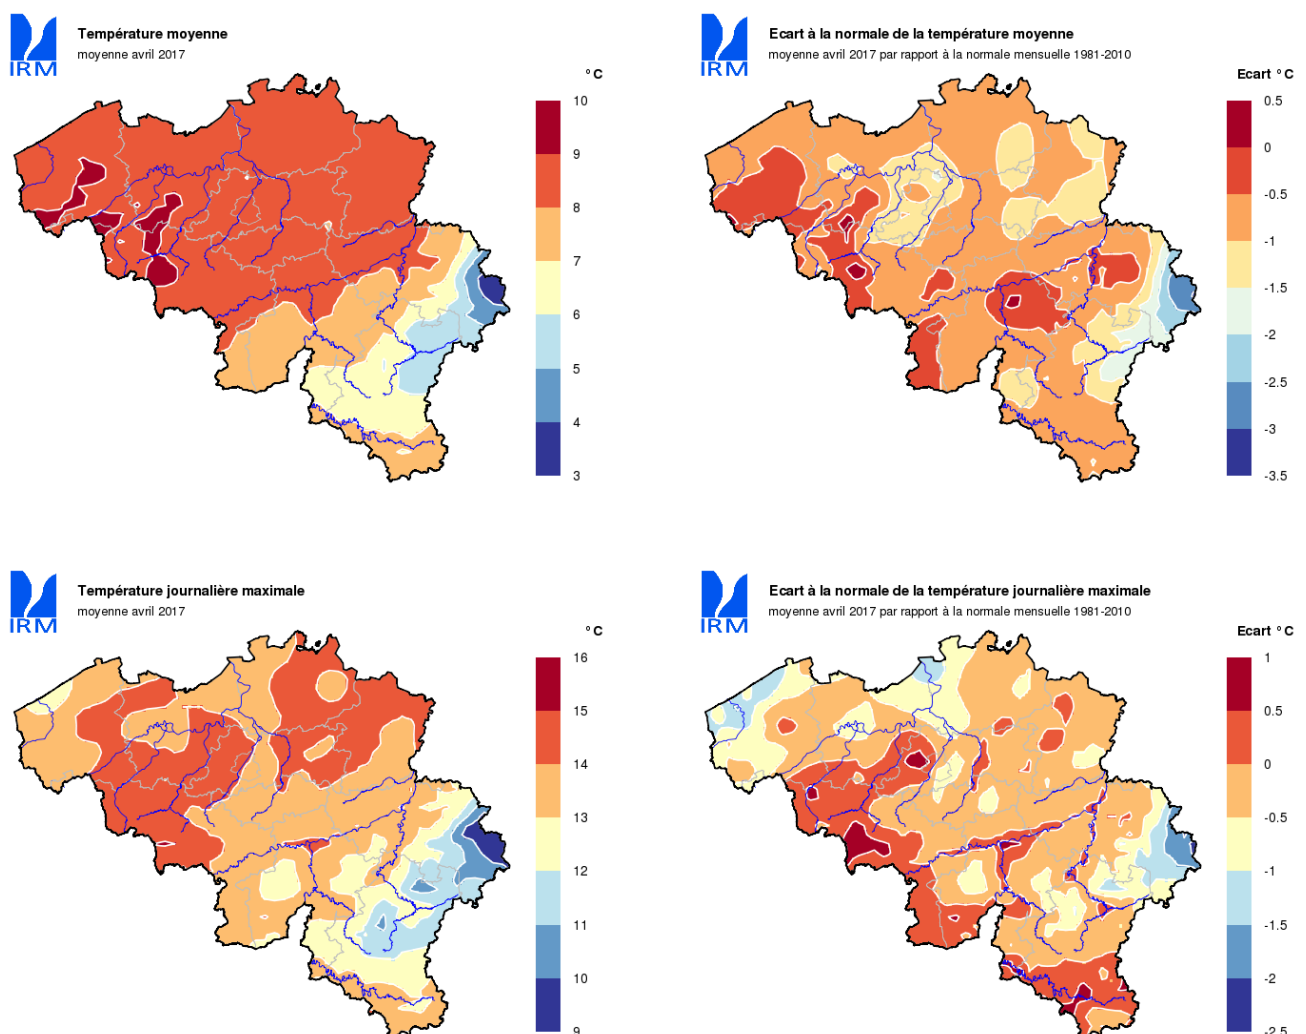 IRM
Température moyenne
moyenne avril 2017
° C
10
9
8
7
6
5
4
3
IRM
Ecart à la normale de la température moyenne
moyenne avril 2017 par rapport à la normale mensuelle 1981-2010
Ecart ° C
0.5
0
-0.5
-1
-1.5
-2
-2.5
-3
-3.5
IRM
Température journalière maximale
moyenne avril 2017
° C
16
15
14
13
12
11
10
9
IRM
Ecart à la normale de la température journalière maximale
moyenne avril 2017 par rapport à la normale mensuelle 1981-2010
Ecart ° C
1
0.5
0
-0.5
-1
-1.5
-2
-2.5